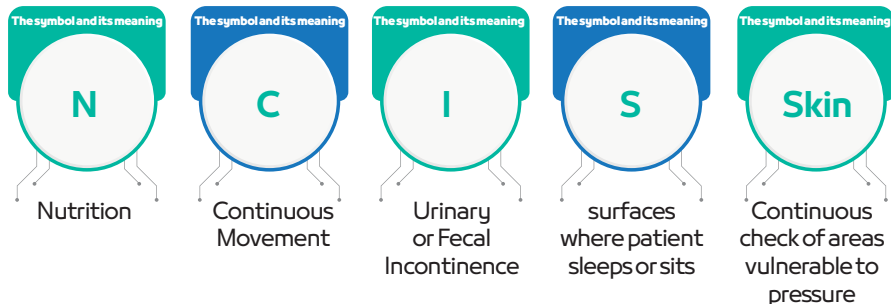 The symbol and its meaning
N
Nutrition
The symbol and its meaning
C
Continuous
Movement
The symbol and its meaning
I
Urinary
or Fecal
Incontinence
The symbol and its meaning
S
surfaces
where patient
sleeps or sits
The symbol and its meaning
Skin
Continuous
check of areas
vulnerable to
pressure